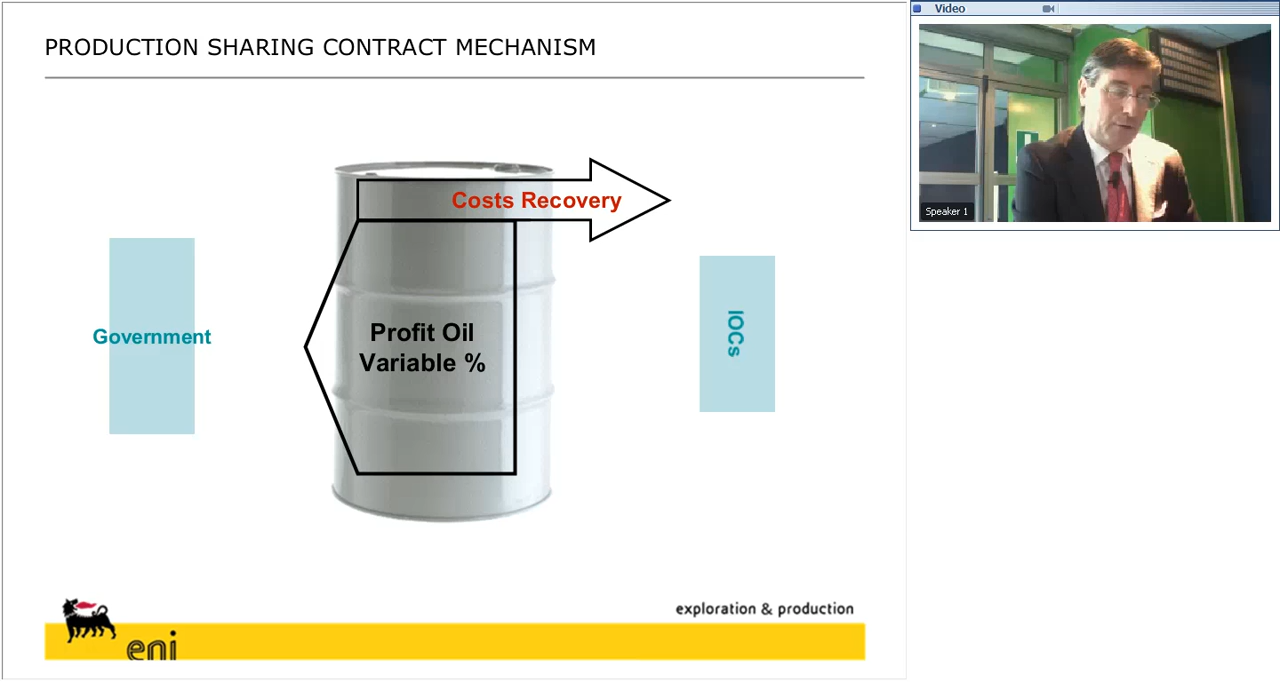 PRODUCTION SHARING CONTRACT MECHANISM
Costs Recovery
Government
Profit Oil
Variable %
IOCs
exploration & production
eni
Video
Speaker 1